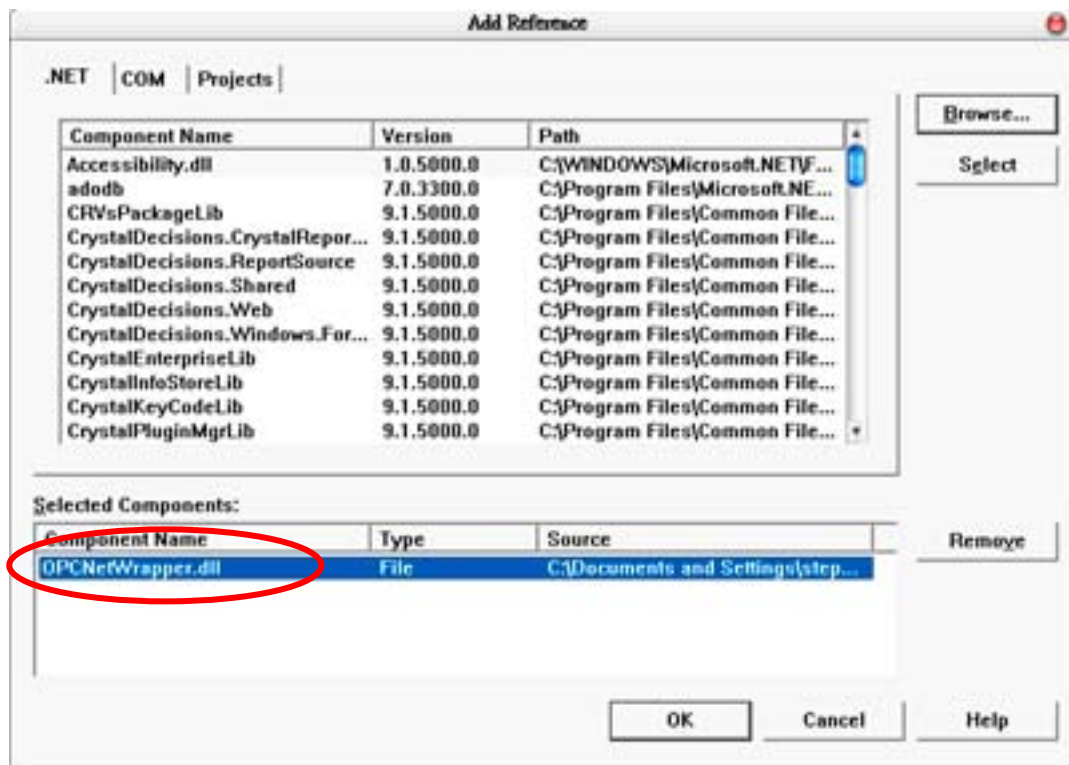 Add Reference
.NET COM Projects
Browse...
Component Name Version Path
Accessibility.dll 1.0.5000.0 C:\WINDOWS\Microsoft.NET\F...
Select
adodb 7.0.3300.0 C:\Program Files\Microsoft.NE...
CRVsPackageLib 9.1.5000.0 C:\Program Files\Common File...
CrystalDecisions.CrystalRepor... 9.1.5000.0 C:\Program Files\Common File...
CrystalDecisions.ReportSource 9.1.5000.0 C:\Program Files\Common File...
CrystalDecisions.Shared 9.1.5000.0 C:\Program Files\Common File...
CrystalDecisions.Web 9.1.5000.0 C:\Program Files\Common File...
CrystalDecisions.Windows.For... 9.1.5000.0 C:\Program Files\Common File...
CrystalEnterpriseLib 9.1.5000.0 C:\Program Files\Common File...
CrystalInfoStoreLib 9.1.5000.0 C:\Program Files\Common File...
CrystalKeyCodeLib 9.1.5000.0 C:\Program Files\Common File...
CrystalPluginMgrLib 9.1.5000.0 C:\Program Files\Common File...
Selected Components:
Component Name Type Source
Remove
OPCNetWrapper.dll File C:\Documents and Settings\step...
OK Cancel Help